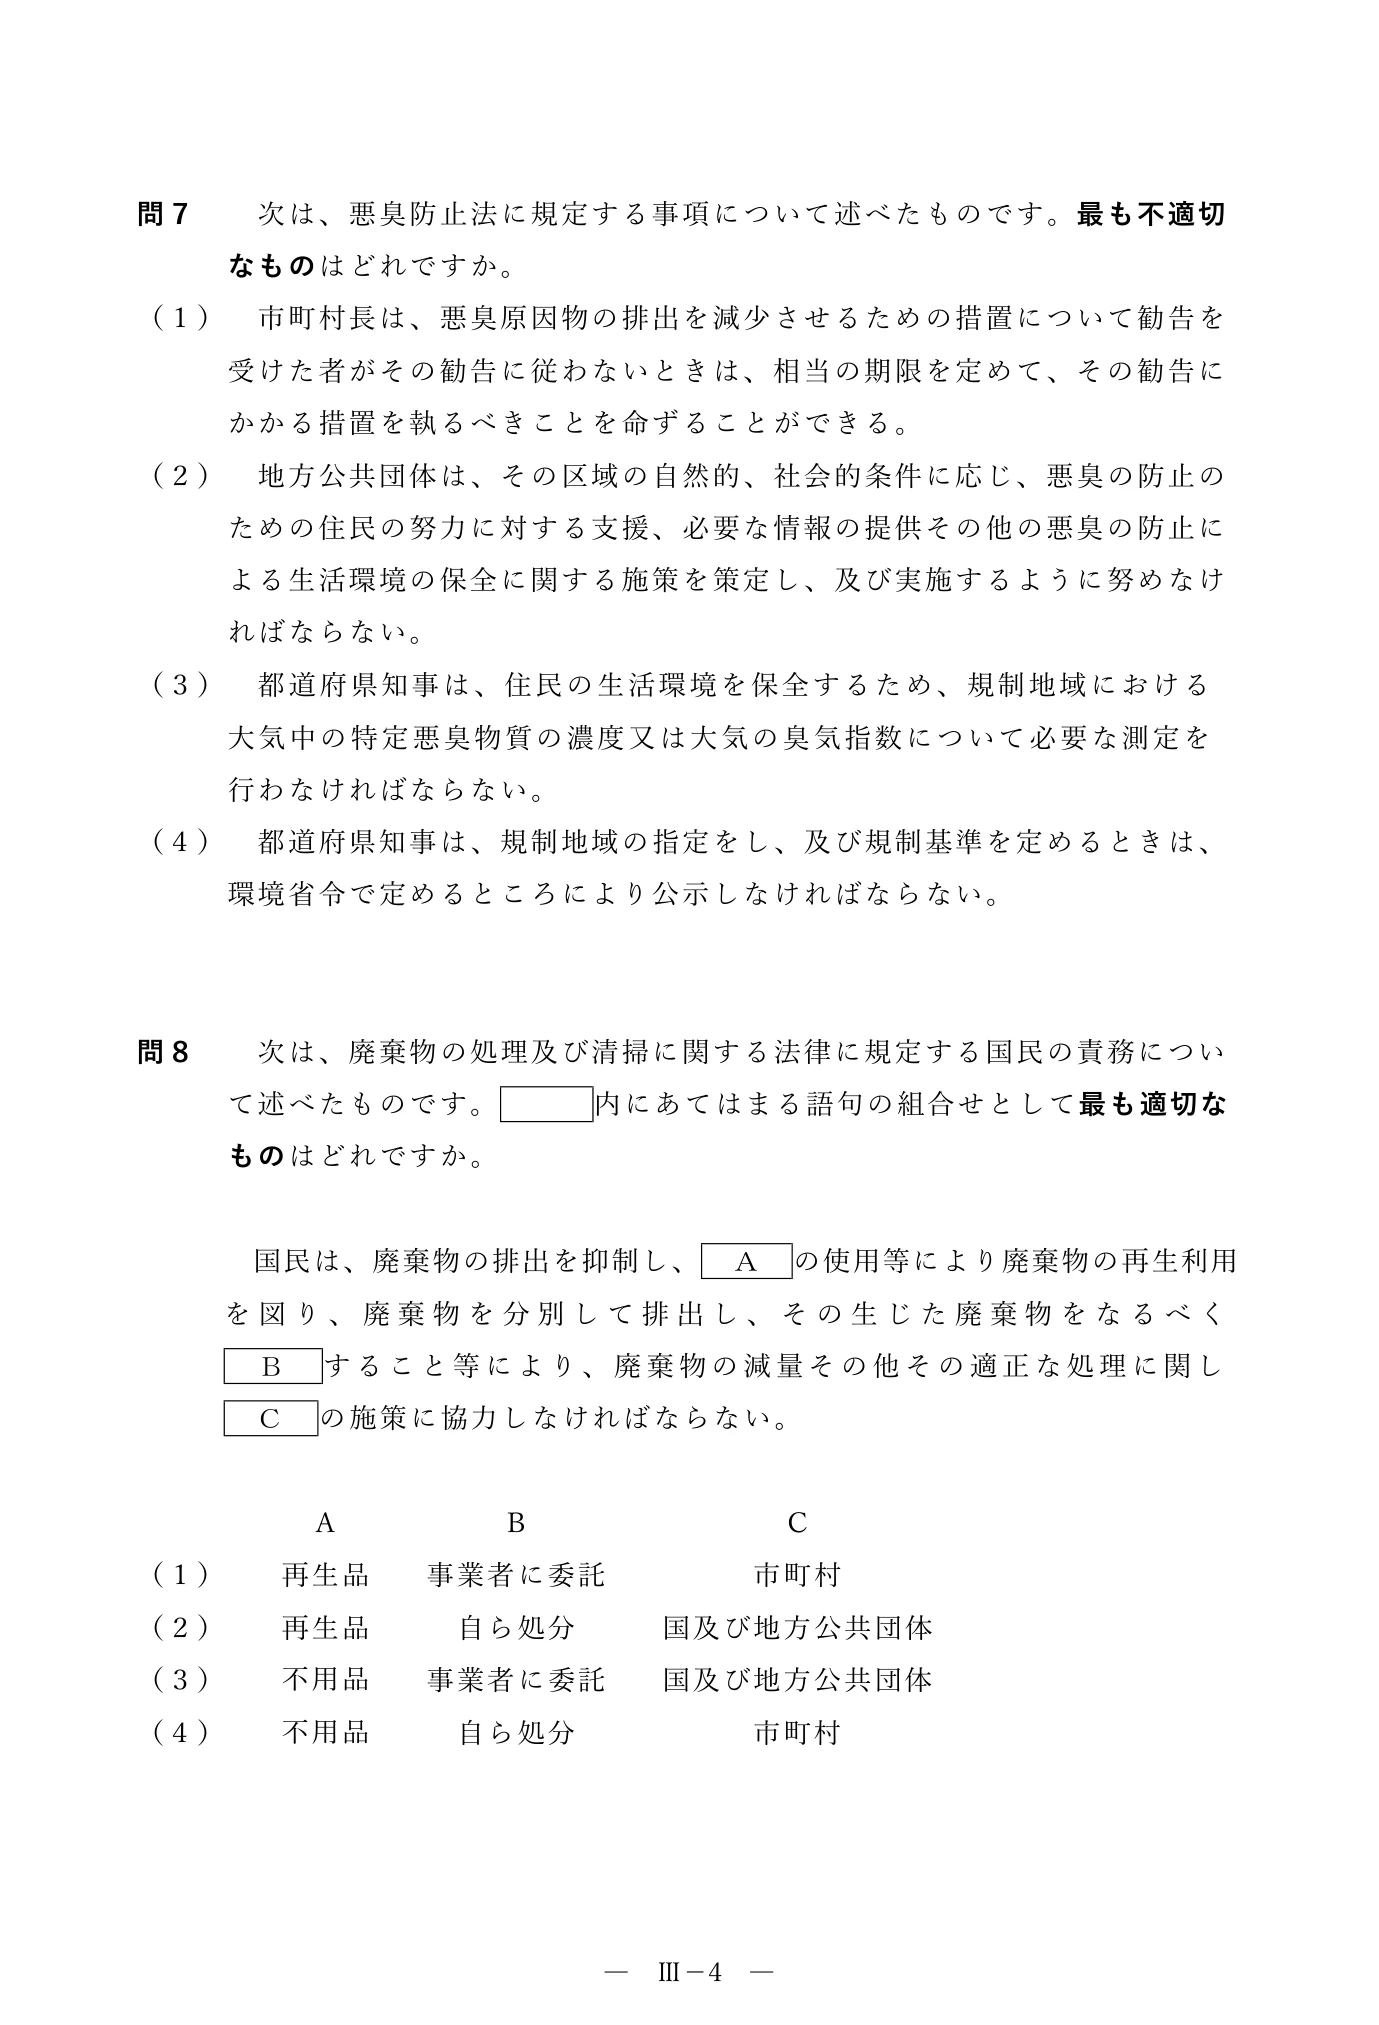 問７　次は、悪臭防止法に規定する事項について述べたものです。最も不適切
なものはどれですか。
（１）　市町村長は、悪臭原因物の排出を減少させるための措置について勧告を
受けた者がその勧告に従わないときは、相当の期限を定めて、その勧告に
かかる措置を執るべきことを命ずることができる。
（２）　地方公共団体は、その区域の自然的、社会的条件に応じ、悪臭の防止の
ための住民の努力に対する支援、必要な情報の提供その他の悪臭の防止に
よる生活環境の保全に関する施策を策定し、及び実施するように努めなけ
ればならない。
（３）　都道府県知事は、住民の生活環境を保全するため、規制地域における
大気中の特定悪臭物質の濃度又は大気の臭気指数について必要な測定を
行わなければならない。
（４）　都道府県知事は、規制地域の指定をし、及び規制基準を定めるときは、
環境省令で定めるところにより公示しなければならない。
問８　次は、廃棄物の処理及び清掃に関する法律に規定する国民の責務につい
て述べたものです。　　　内にあてはまる語句の組合せとして最も適切な
ものはどれですか。
国民は、廃棄物の排出を抑制し、　Ａ　の使用等により廃棄物の再生利用
を図り、廃棄物を分別して排出し、その生じた廃棄物をなるべく
Ｂ　すること等により、廃棄物の減量その他その適正な処理に関し
Ｃ　の施策に協力しなければならない。
Ａ　Ｂ　Ｃ
（１）　再生品　事業者に委託　市町村
（２）　再生品　自ら処分　国及び地方公共団体
（３）　不用品　事業者に委託　国及び地方公共団体
（４）　不用品　自ら処分　市町村
―　Ⅲ－4　―